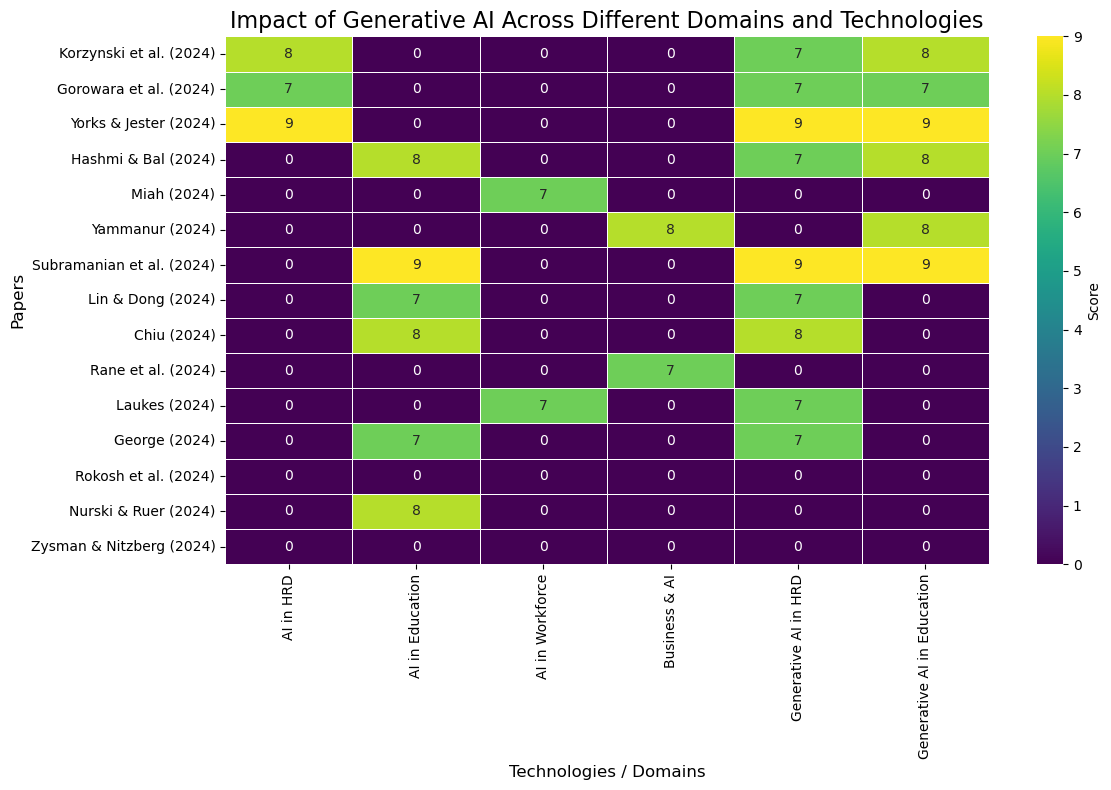 Impact of Generative AI Across Different Domains and Technologies
Papers
Korzynski et al. (2024) 8 0 0 0 7 8
Gorowara et al. (2024) 7 0 0 0 7 7
Yorks & Jester (2024) 9 0 0 0 9 9
Hashmi & Bal (2024) 0 8 0 0 7 8
Miah (2024) 0 0 7 0 0 0
Yammanur (2024) 0 0 0 8 0 8
Subramanian et al. (2024) 0 9 0 0 9 9
Lin & Dong (2024) 0 7 0 0 7 0
Chiu (2024) 0 8 0 0 8 0
Rane et al. (2024) 0 0 0 7 0 0
Laukes (2024) 0 0 7 0 7 0
George (2024) 0 7 0 0 7 0
Rokosh et al. (2024) 0 0 0 0 0 0
Nurski & Ruer (2024) 0 8 0 0 0 0
Zysman & Nitzberg (2024) 0 0 0 0 0 0
AI in HRD
AI in Education
AI in Workforce
Business & AI
Generative AI in HRD
Generative AI in Education
Technologies / Domains
9
8
7
6
5
4
3
2
1
0
Score